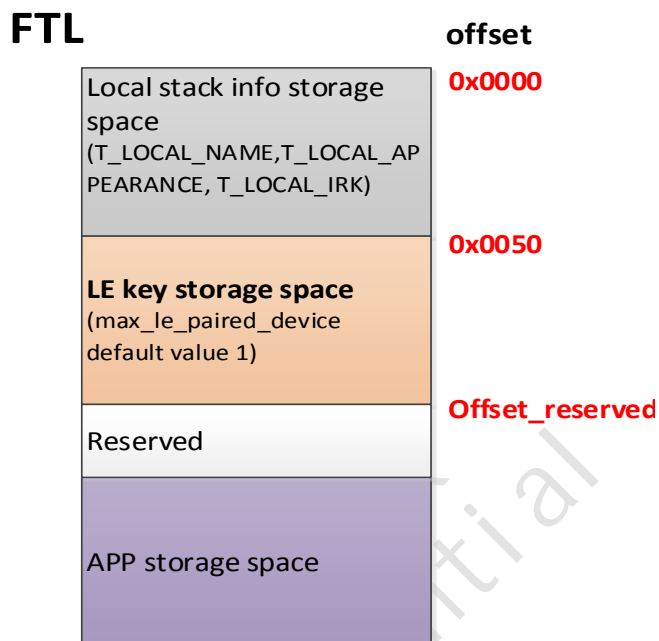 FTL
offset
Local stack info storage
space
(T_LOCAL_NAME,T_LOCAL_AP
PEARANCE, T_LOCAL_IRK)
0x0000
LE key storage space
(max_le_paired_device
default value 1)
0x0050
Reserved
Offset_reserved
APP storage space